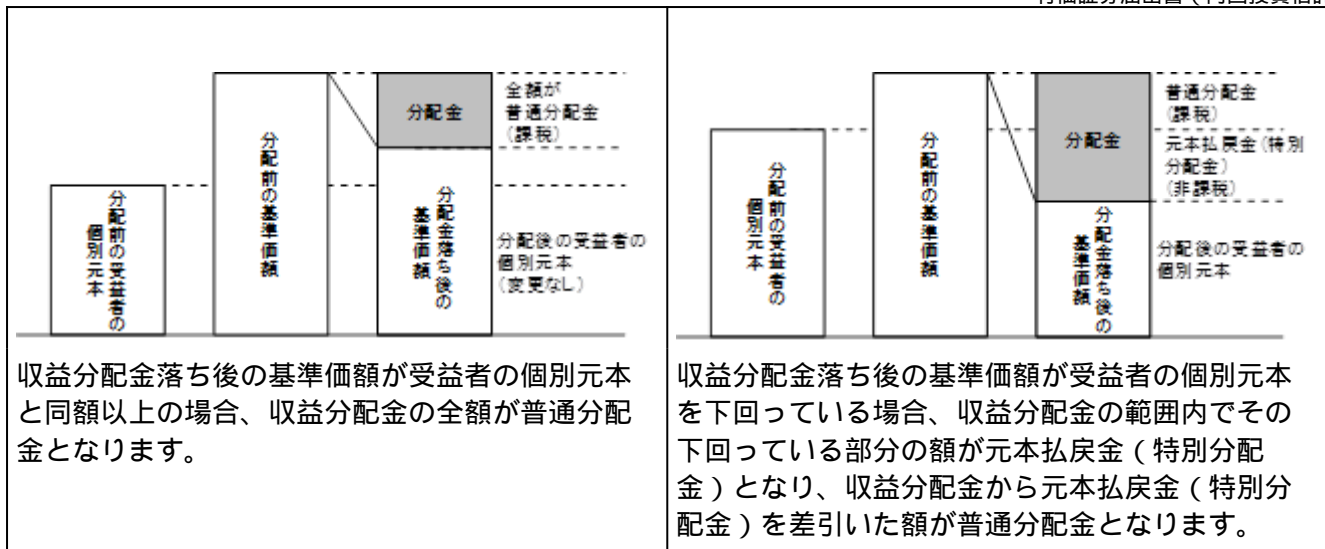 分配前の受益者の
個別元本
分配前の基準価額
分配金
分配金落ち後の
基準価額
全額が
普通分配金
(課税)
分配後の受益者の
個別元本
(変更なし)
収益分配金落ち後の基準価額が受益者の個別元本
と同額以上の場合、収益分配金の全額が普通分配
金となります。
分配前の受益者の
個別元本
分配前の基準価額
分配金
分配金落ち後の
基準価額
普通分配金
(課税)
元本払戻金(特別
分配金)
(非課税)
分配後の受益者の
個別元本
収益分配金落ち後の基準価額が受益者の個別元本
を下回っている場合、収益分配金の範囲内でその
下回っている部分の額が元本払戻金(特別分配
金)となり、収益分配金から元本払戻金(特別分
配金)を差引いた額が普通分配金となります。